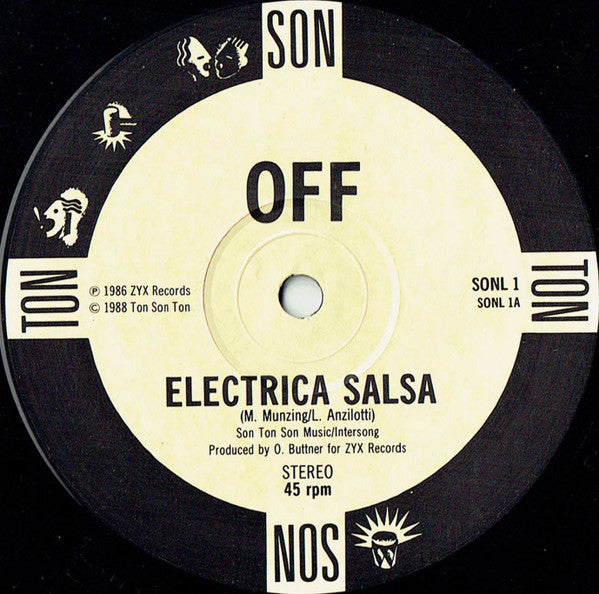 SON
OFF
TON
℗ 1986 ZYX Records
© 1988 Ton Son Ton
SONL 1
SONL 1A
TON
ELECTRICA SALSA
(M. Munzing/L. Anzilotti)
Son Ton Son Music/Intersong
Produced by O. Buttner for ZYX Records
STEREO
45 rpm
SON